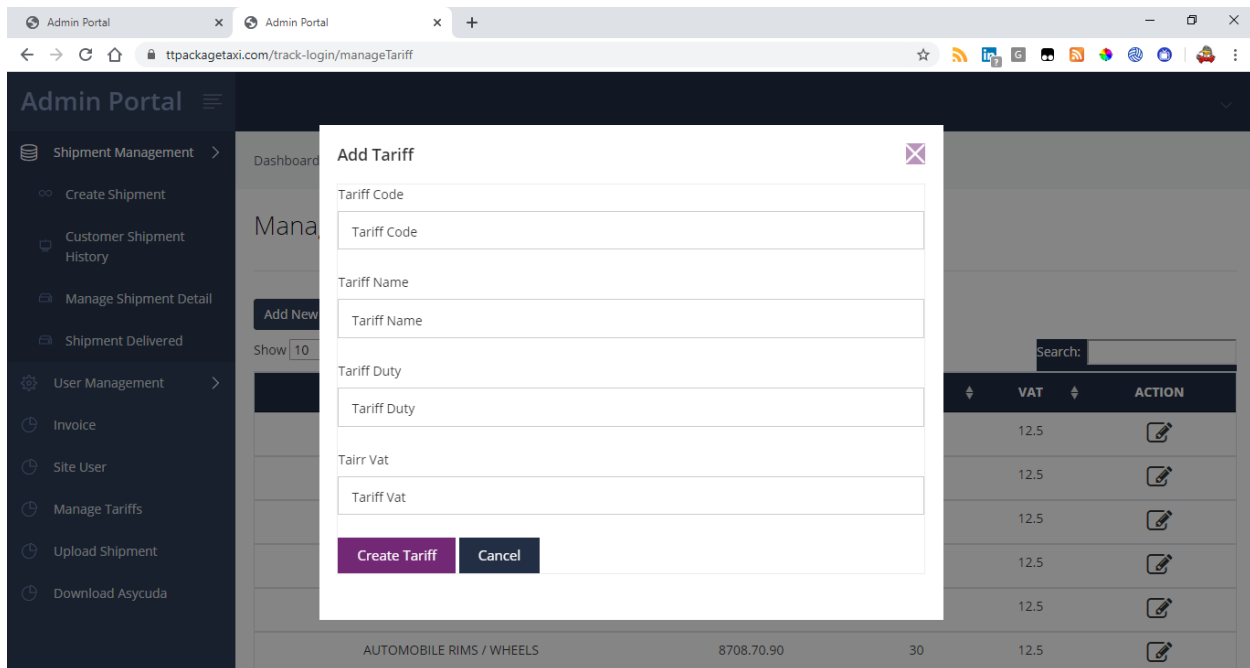 Admin Portal
Admin Portal
ttpackagetaxi.com/track-login/manageTariff
Admin Portal
Shipment Management
Create Shipment
Customer Shipment
History
Manage Shipment Detail
Shipment Delivered
User Management
Invoice
Site User
Manage Tariffs
Upload Shipment
Download Asycuda
Dashboard
Mana
Add New
Show 10
Search:
VAT ACTION
12.5
12.5
12.5
12.5
12.5
AUTOMOBILE RIMS / WHEELS 8708.70.90 30 12.5
Add Tariff
Tariff Code
Tariff Code
Tariff Name
Tariff Name
Tariff Duty
Tariff Duty
Tairr Vat
Tariff Vat
Create Tariff Cancel